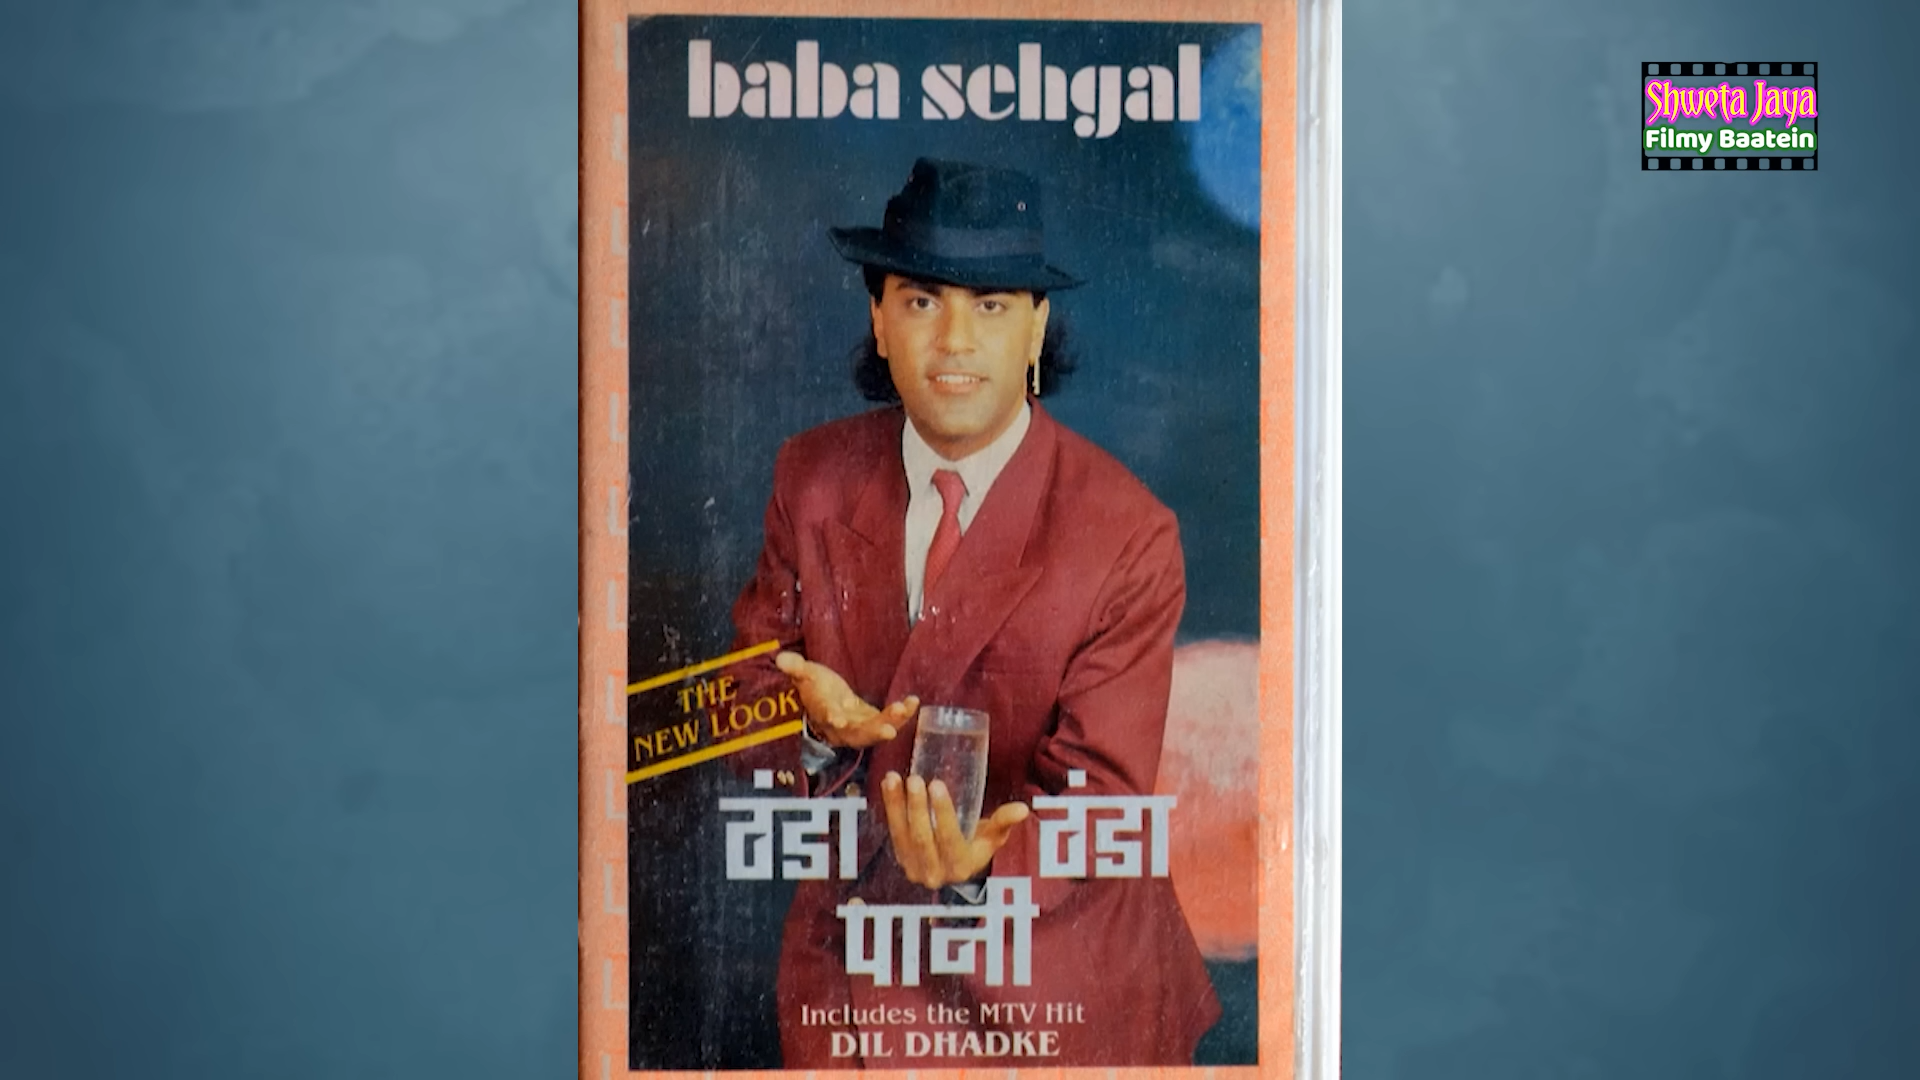 baba sehgal
Shweta Jaya
Filmy Baatein
THE
NEW LOOK
ठंडा ठंडा
पानी
Includes the MTV Hit
DIL DHADKE